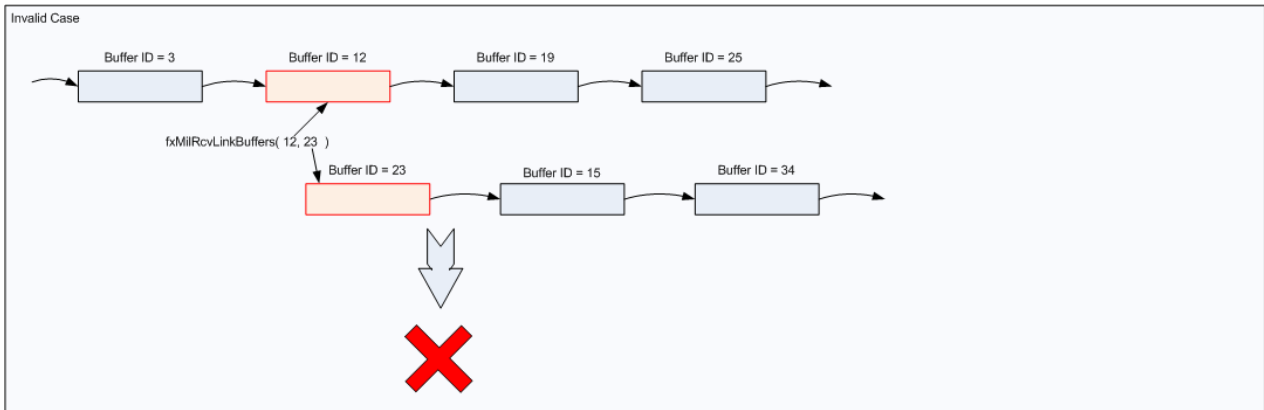 Invalid Case
Buffer ID = 3
Buffer ID = 12
Buffer ID = 19
Buffer ID = 25
fxMilRcvLinkBuffers( 12, 23 )
Buffer ID = 23
Buffer ID = 15
Buffer ID = 34